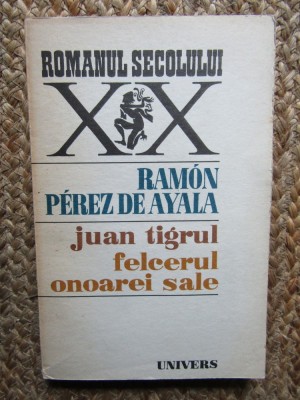 ROMANUL SECOLULUI
XX
RAMÓN
PÉREZ DE AYALA
juan tigrul
felcerul
onoarei sale
UNIVERS